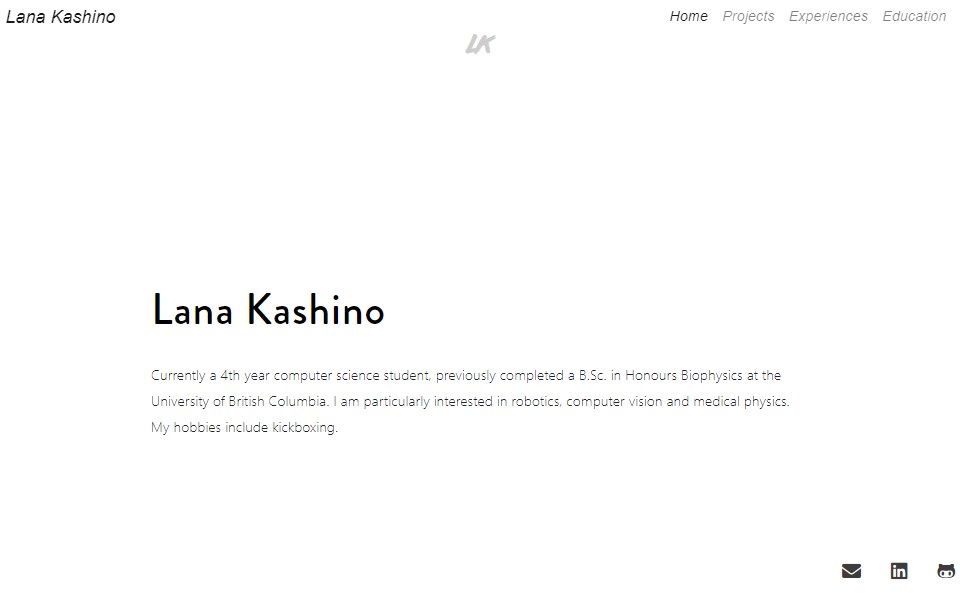 Lana Kashino
Home Projects Experiences Education
LK
Lana Kashino
Currently a 4th year computer science student, previously completed a B.Sc. in Honours Biophysics at the
University of British Columbia. I am particularly interested in robotics, computer vision and medical physics.
My hobbies include kickboxing.
in